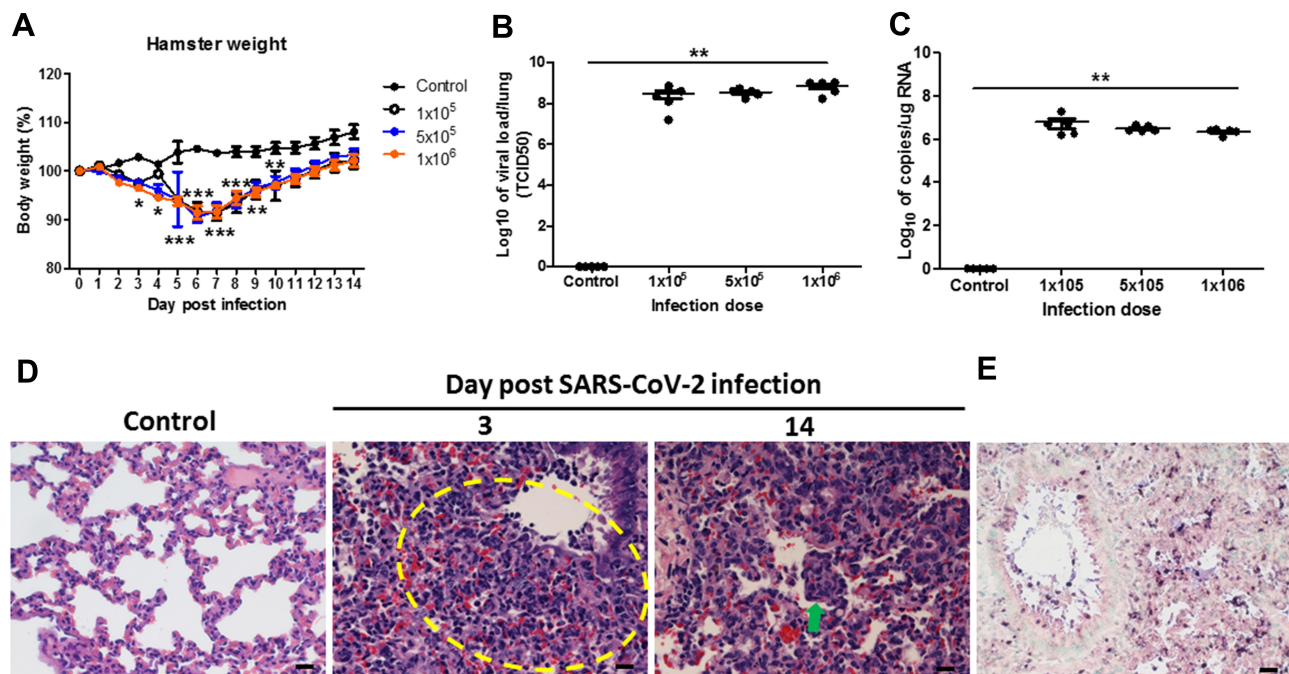 A
Hamster weight
Body weight (%)
120
110
100
90
80
0 1 2 3 4 5 6 7 8 9 10 11 12 13 14
Day post infection
* * *** *** *** *** ** **
Control
1x10⁵
5x10⁵
1x10⁶
B
**
Log10 of viral load/lung
(TCID50)
10
8
6
4
2
0
Control 1x10⁵ 5x10⁵ 1x10⁶
Infection dose
C
**
Log₁₀ of copies/ug RNA
10
8
6
4
2
0
Control 1x105 5x105 1x106
Infection dose
D
Day post SARS-CoV-2 infection
Control 3 14
E